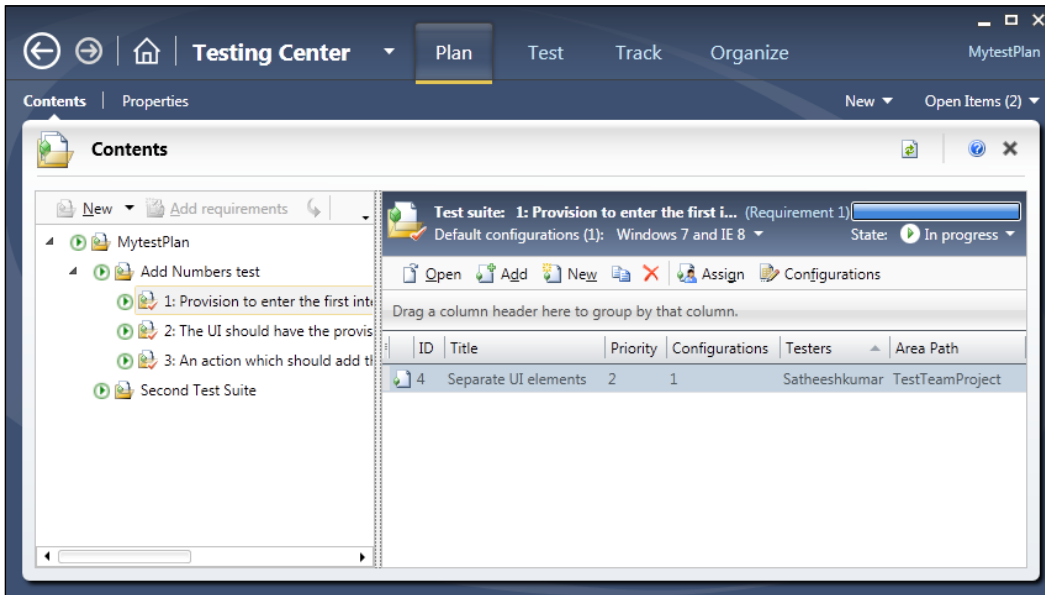 Testing Center Plan Test Track Organize MytestPlan
Contents Properties New Open Items (2)
Contents
New Add requirements
MytestPlan
Add Numbers test
1: Provision to enter the first inte
2: The UI should have the provis
3: An action which should add th
Second Test Suite
Test suite: 1: Provision to enter the first i... (Requirement 1)
Default configurations (1): Windows 7 and IE 8 State: In progress
Open Add New Assign Configurations
Drag a column header here to group by that column.
ID Title Priority Configurations Testers Area Path
4 Separate UI elements 2 1 Satheeshkumar TestTeamProject